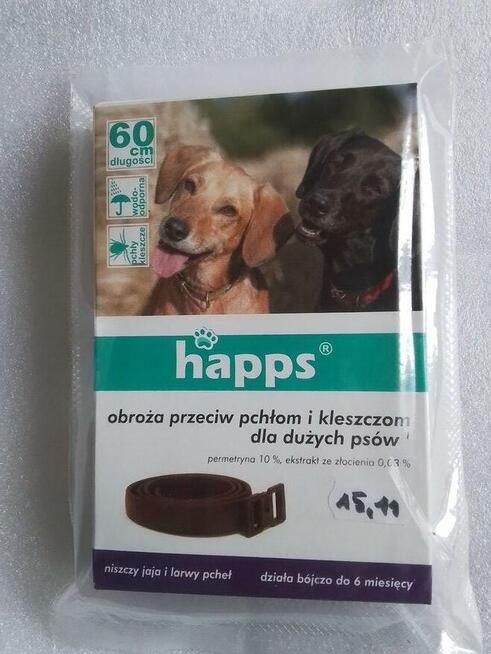 60
cm
długości
wodo-
odporna
pchły
kleszcze
happs®
obroża przeciw pchłom i kleszczom
dla dużych psów
permetryna 10 %, ekstrakt ze złocienia 0,03 %
15,11
niszczy jaja i larwy pcheł
działa bójczo do 6 miesięcy